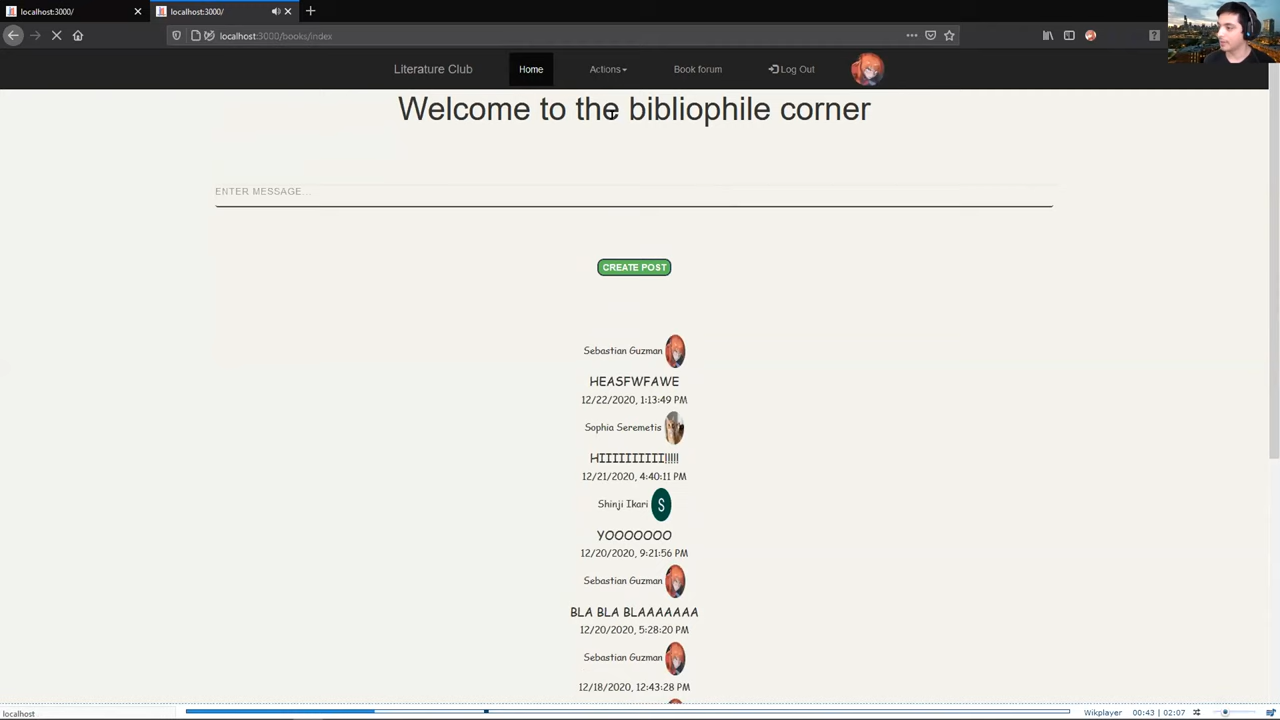 localhost:3000/
localhost:3000/
localhost:3000/books/index
Literature Club Home Actions Book forum Log Out
Welcome to the bibliophile corner
ENTER MESSAGE...
CREATE POST
Sebastian Guzman
HEASFWFAWE
12/22/2020, 1:13:49 PM
Sophia Seremetis
HIIIIIIIIII!!!!!
12/21/2020, 4:40:11 PM
Shinji Ikari S
YOOOOOOO
12/20/2020, 9:21:56 PM
Sebastian Guzman
BLA BLA BLAAAAAAA
12/20/2020, 5:28:20 PM
Sebastian Guzman
12/18/2020, 12:43:28 PM
localhost
Wikplayer 00:43 | 02:07